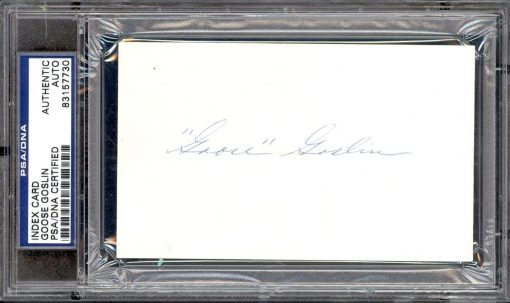 PSA/DNA
INDEX CARD
GOOSE GOSLIN
PSA/DNA CERTIFIED
AUTHENTIC
AUTO
83157730
"Goose" Goslin